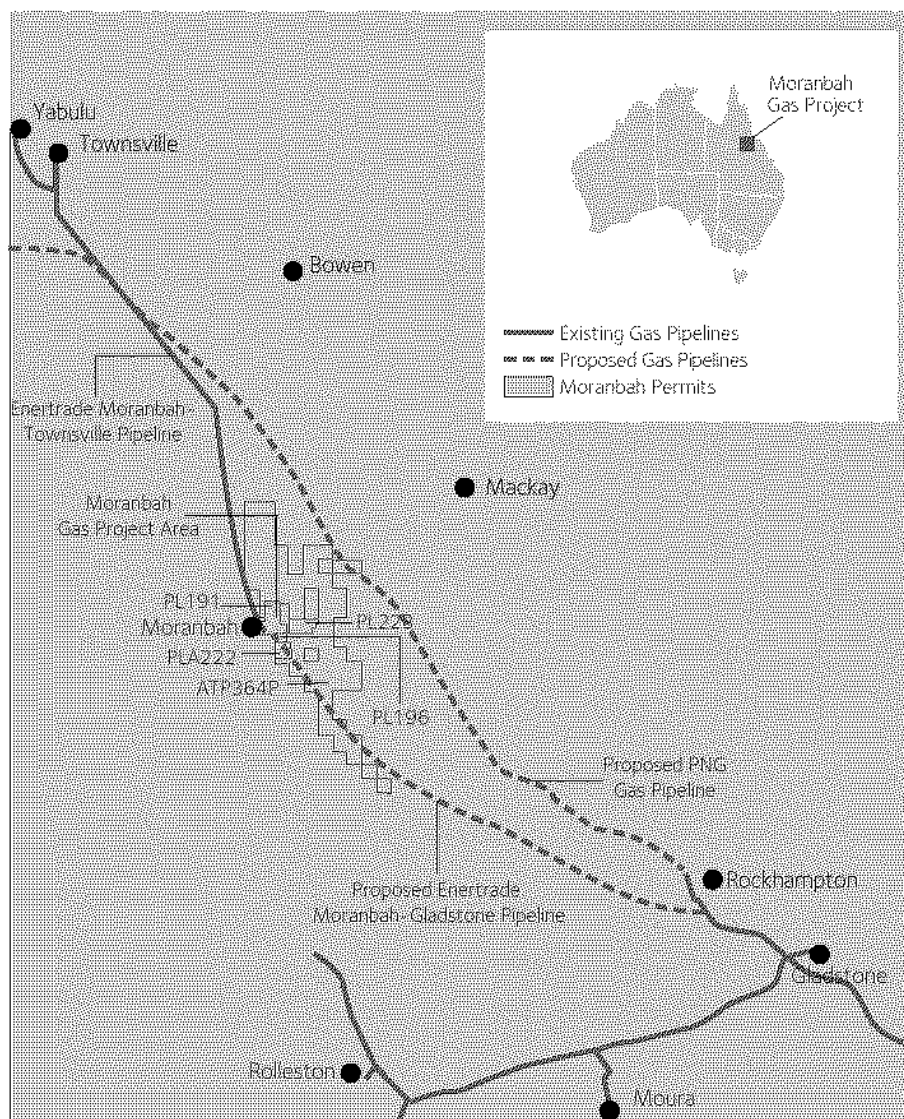 Yabulu
Townsville
Bowen
Moranbah
Gas Project
Existing Gas Pipelines
Proposed Gas Pipelines
Moranbah Permits
Enertrade Moranbah-
Townsville Pipeline
Mackay
Moranbah
Gas Project Area
PL191
Moranbah
PL223
PLA222
ATP364P
PL196
Proposed PNG
Gas Pipeline
Proposed Enertrade
Moranbah-Gladstone Pipeline
Rockhampton
Gladstone
Rolleston
Moura